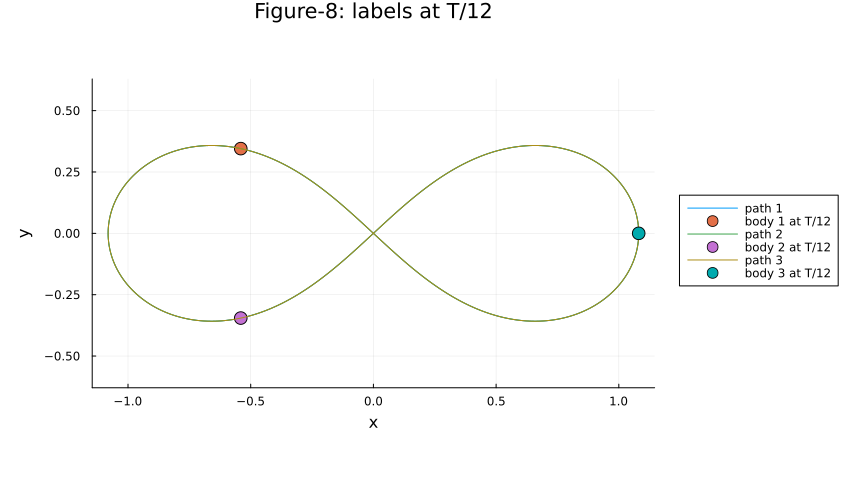 Figure-8: labels at T/12
y
0.50
0.25
0.00
−0.25
−0.50
−1.0 −0.5 0.0 0.5 1.0
x
path 1
body 1 at T/12
path 2
body 2 at T/12
path 3
body 3 at T/12